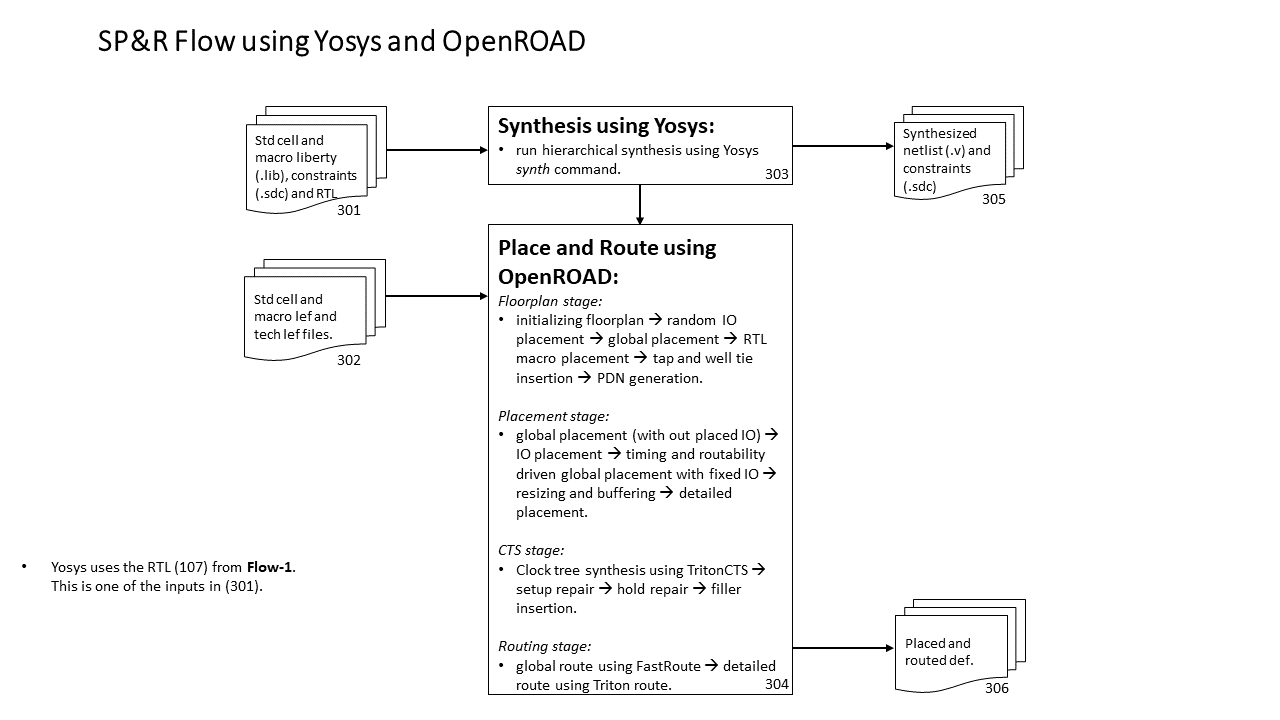 SP&R Flow using Yosys and OpenROAD
Std cell and
macro liberty
(.lib), constraints
(.sdc) and RTL
301
Synthesis using Yosys:
• run hierarchical synthesis using Yosys
synth command.
303
Synthesized
netlist (.v) and
constraints
(.sdc)
305
Std cell and
macro lef and
tech lef files.
302
Place and Route using
OpenROAD:
Floorplan stage:
• initializing floorplan → random IO
placement → global placement → RTL
macro placement → tap and well tie
insertion → PDN generation.
Placement stage:
• global placement (with out placed IO) →
IO placement → timing and routability
driven global placement with fixed IO →
resizing and buffering → detailed
placement.
CTS stage:
• Clock tree synthesis using TritonCTS →
setup repair → hold repair → filler
insertion.
Routing stage:
• global route using FastRoute → detailed
route using Triton route.
304
• Yosys uses the RTL (107) from Flow-1.
This is one of the inputs in (301).
Placed and
routed def.
306